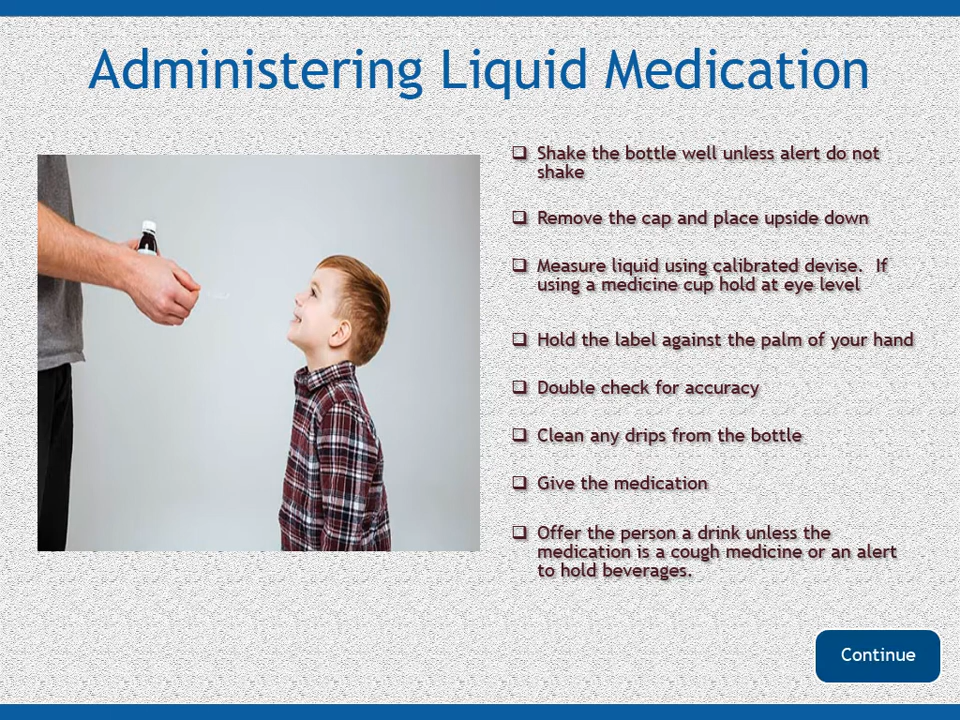 Administering Liquid Medication
❑ Shake the bottle well unless alert do not
shake
❑ Remove the cap and place upside down
❑ Measure liquid using calibrated devise.  If
using a medicine cup hold at eye level
❑ Hold the label against the palm of your hand
❑ Double check for accuracy
❑ Clean any drips from the bottle
❑ Give the medication
❑ Offer the person a drink unless the
medication is a cough medicine or an alert
to hold beverages.
Continue